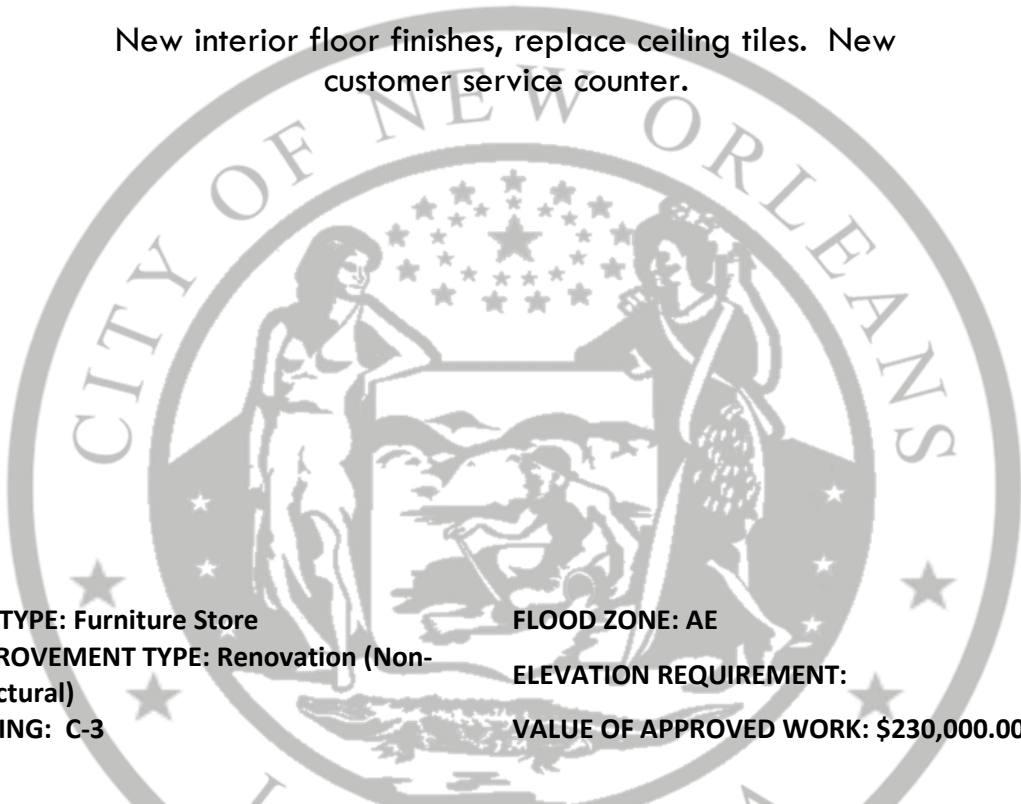 New interior floor finishes, replace ceiling tiles. New
customer service counter.
CITY OF NEW ORLEANS
TYPE: Furniture Store
ROVEMENT TYPE: Renovation (Non-
ctural)
ING: C-3
FLOOD ZONE: AE
ELEVATION REQUIREMENT:
VALUE OF APPROVED WORK: $230,000.00